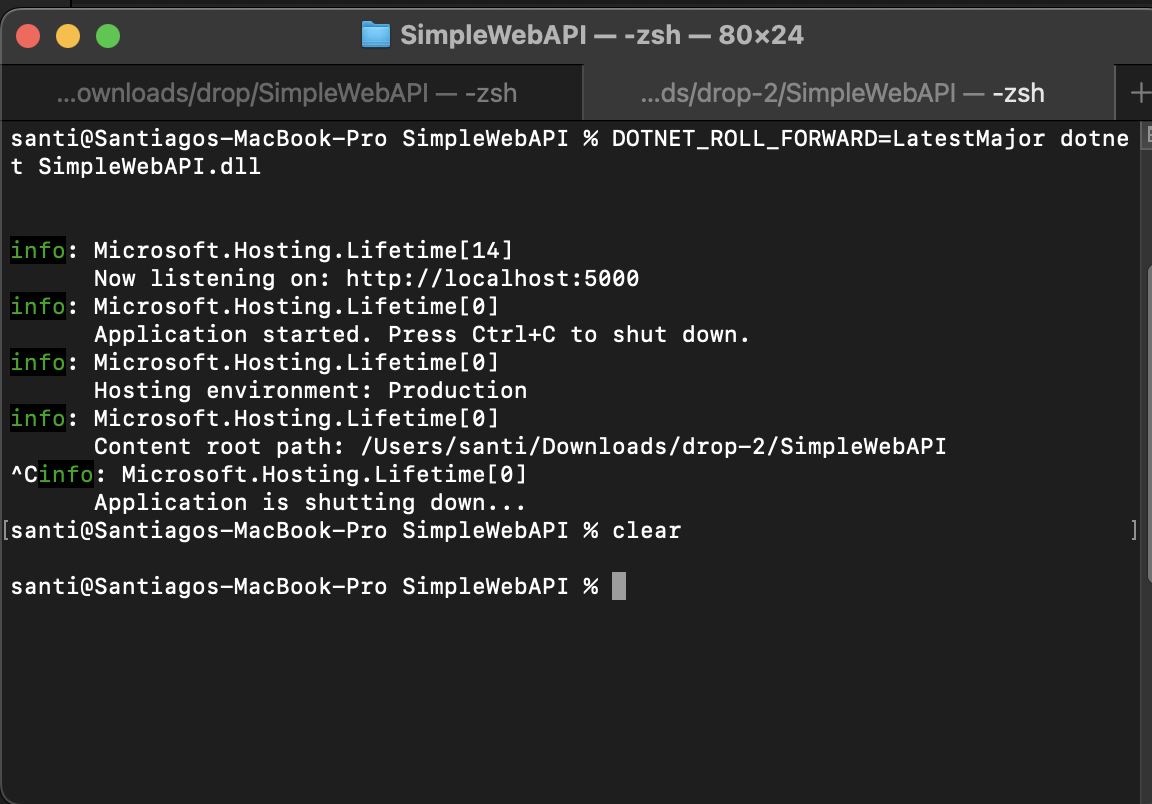 SimpleWebAPI — -zsh — 80×24
...ownloads/drop/SimpleWebAPI — -zsh
...ds/drop-2/SimpleWebAPI — -zsh
+
santi@Santiagos-MacBook-Pro SimpleWebAPI % DOTNET_ROLL_FORWARD=LatestMajor dotne
t SimpleWebAPI.dll
info: Microsoft.Hosting.Lifetime[14]
Now listening on: http://localhost:5000
info: Microsoft.Hosting.Lifetime[0]
Application started. Press Ctrl+C to shut down.
info: Microsoft.Hosting.Lifetime[0]
Hosting environment: Production
info: Microsoft.Hosting.Lifetime[0]
Content root path: /Users/santi/Downloads/drop-2/SimpleWebAPI
^Cinfo: Microsoft.Hosting.Lifetime[0]
Application is shutting down...
[santi@Santiagos-MacBook-Pro SimpleWebAPI % clear ]
santi@Santiagos-MacBook-Pro SimpleWebAPI %